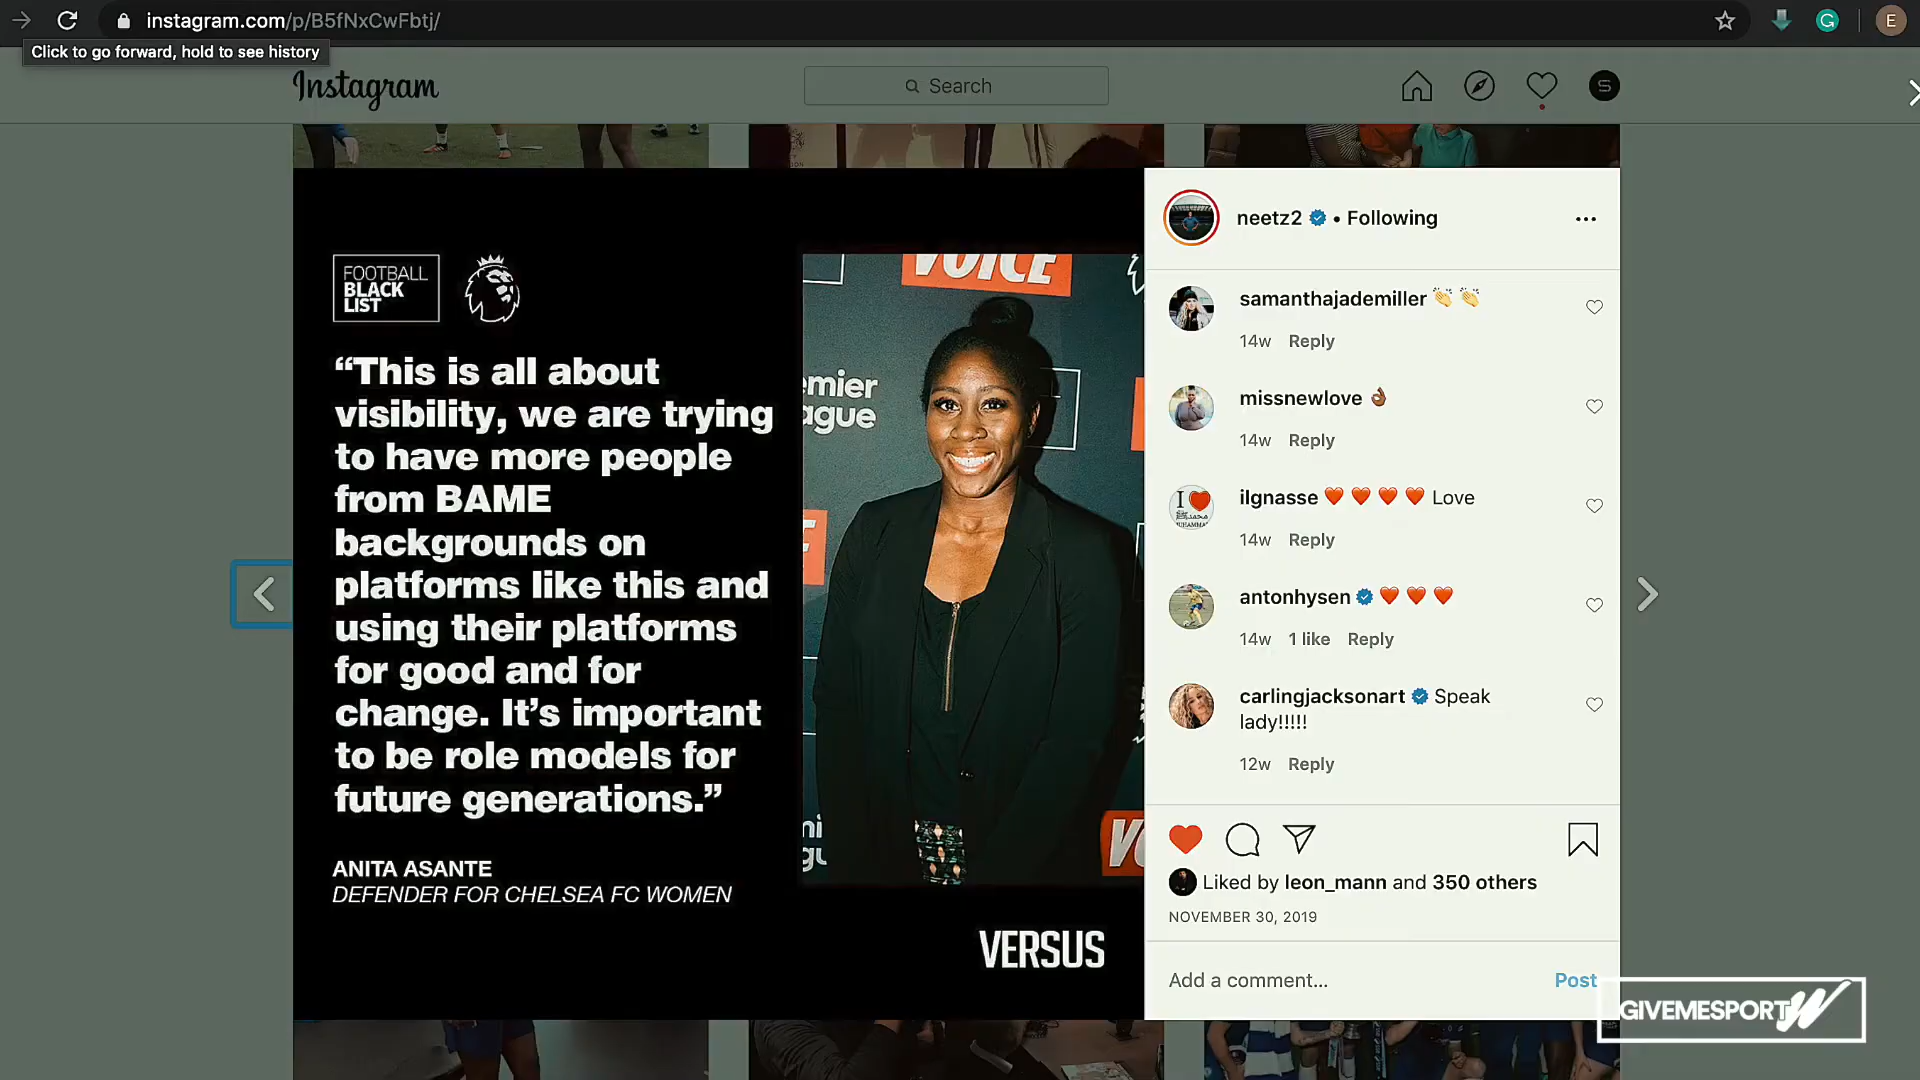 instagram.com/p/B5fNxCwFbtj/
E
Click to go forward, hold to see history
Instagram
Search
S
FOOTBALL
BLACK
LIST
“This is all about
visibility, we are trying
to have more people
from BAME
backgrounds on
platforms like this and
using their platforms
for good and for
change. It’s important
to be role models for
future generations.”
ANITA ASANTE
DEFENDER FOR CHELSEA FC WOMEN
VOICE
mier
ague
VERSUS
neetz2 • Following
samanthajademiller 👏 👏
14w Reply
missnewlove 👌🏾
14w Reply
ilgnasse ❤️ ❤️ ❤️ ❤️ Love
14w Reply
antonhysen ❤️ ❤️ ❤️
14w 1 like Reply
carlingjacksonart Speak
lady!!!!!
12w Reply
Liked by leon_mann and 350 others
NOVEMBER 30, 2019
Add a comment...
Post
GIVEMESPORT W